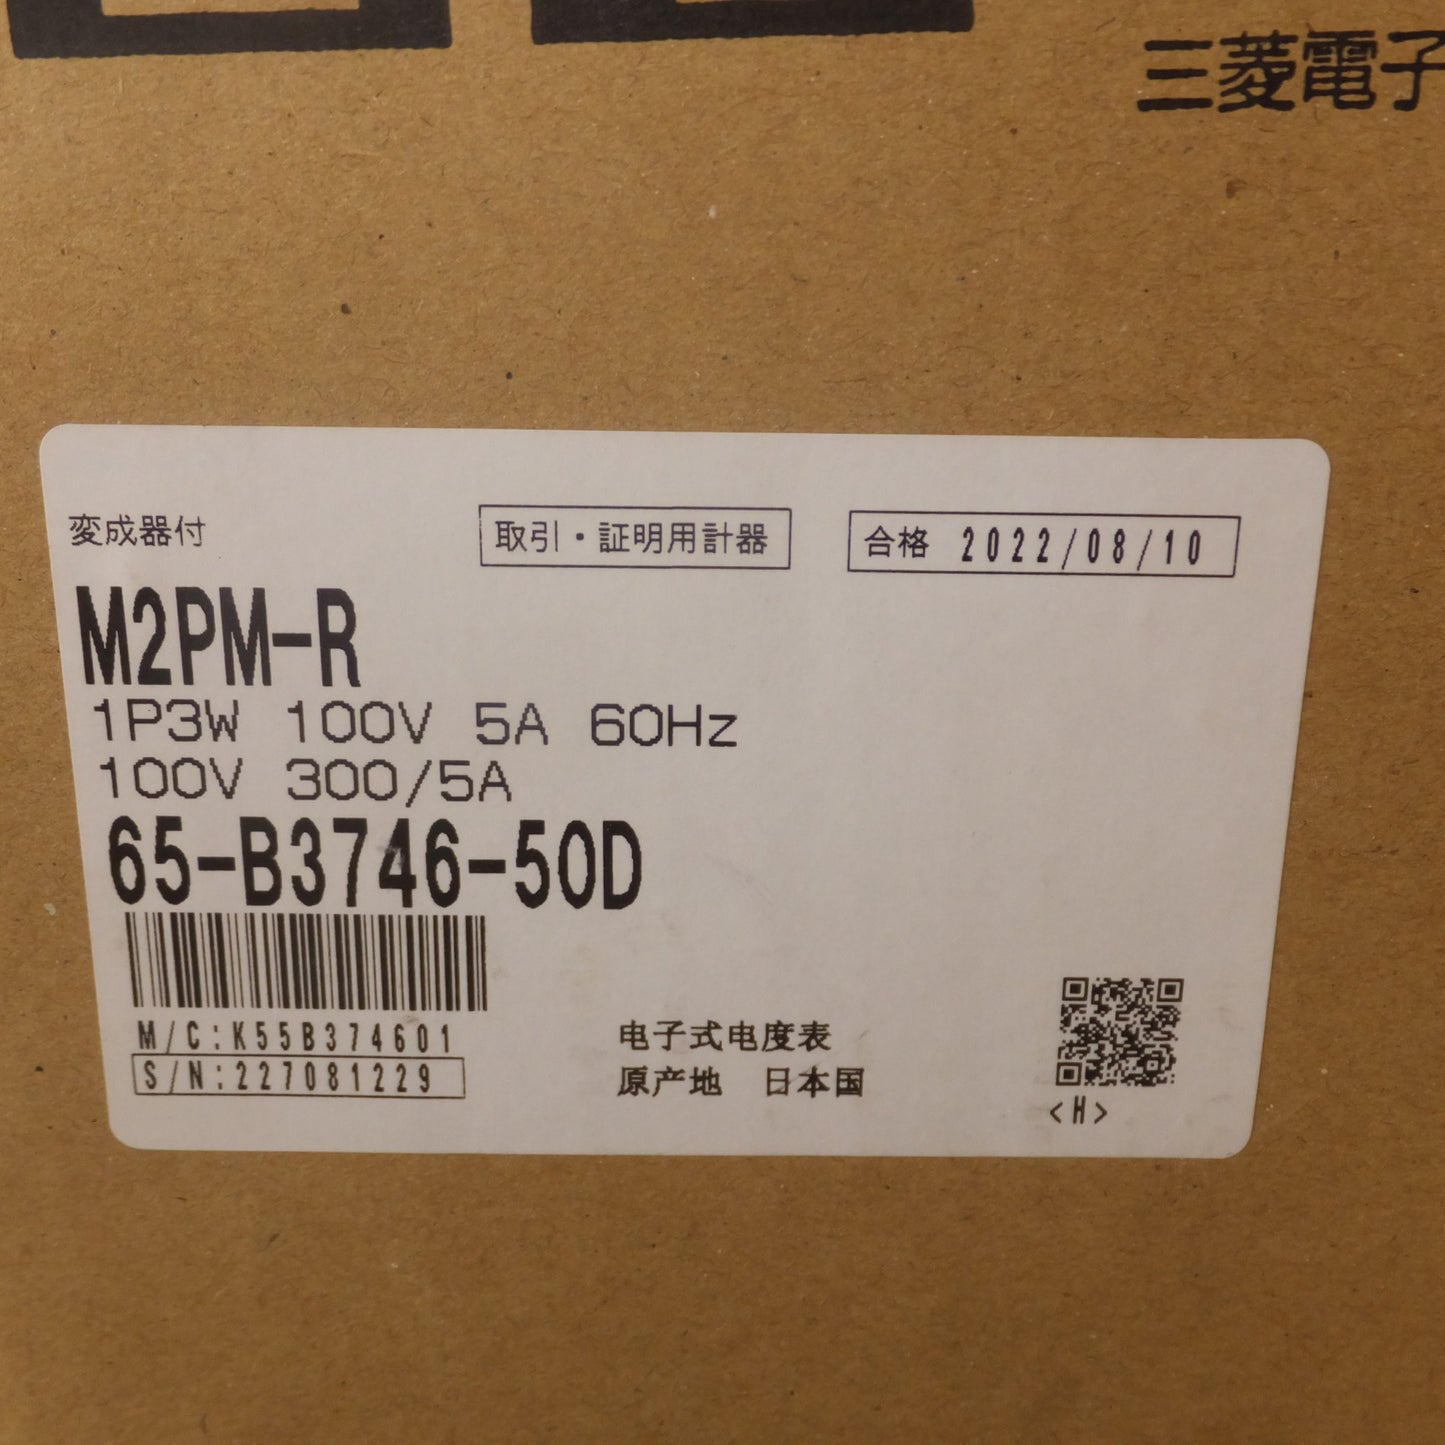 三菱電子
変成器付 取引・証明用計器 合格 2022/08/10
M2PM-R
1P3W 100V 5A 60Hz
100V 300/5A
65-B3746-50D
M/C:K55B374601
S/N:227081229
电子式电度表
原产地 日本国
<H>